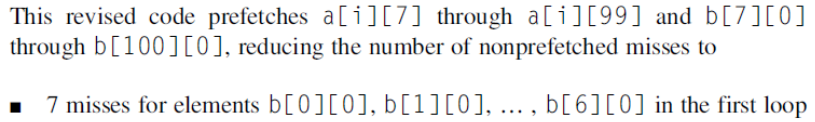 This revised code prefetches a[i][7] through a[i][99] and b[7][0]
through b[100][0], reducing the number of nonprefetched misses to
■ 7 misses for elements b[0][0], b[1][0], … , b[6][0] in the first loop